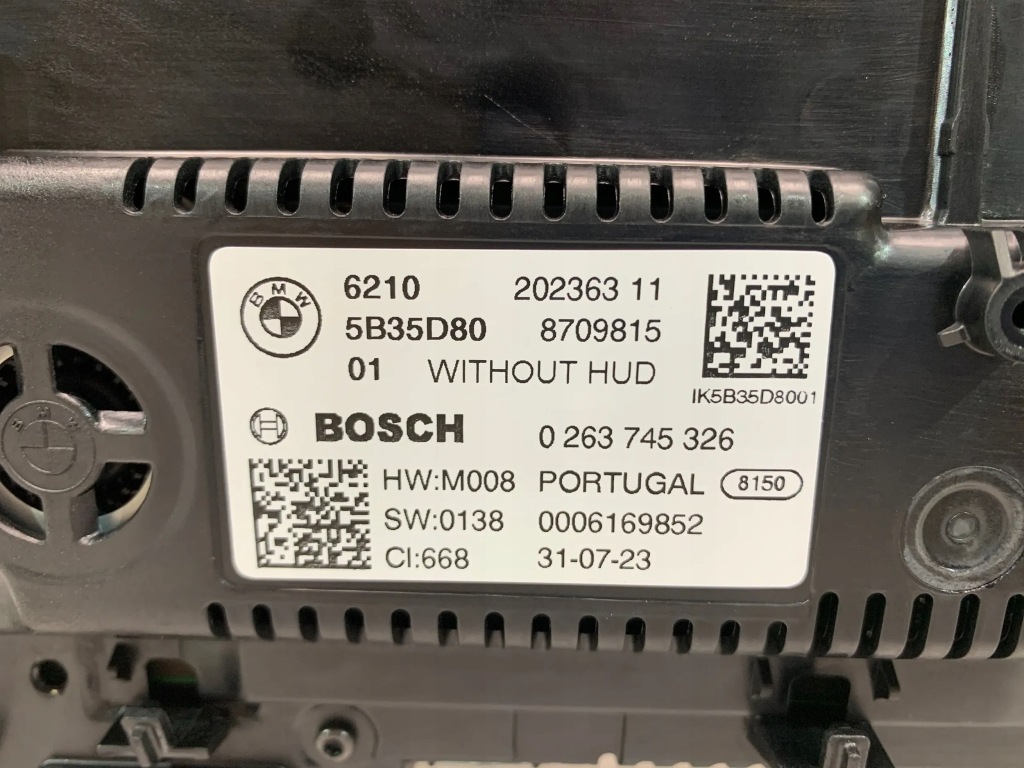 BMW
6210 202363 11
5B35D80 8709815
01 WITHOUT HUD
IK5B35D8001
BOSCH 0 263 745 326
HW:M008 PORTUGAL 8150
SW:0138 0006169852
CI:668 31-07-23
BMW